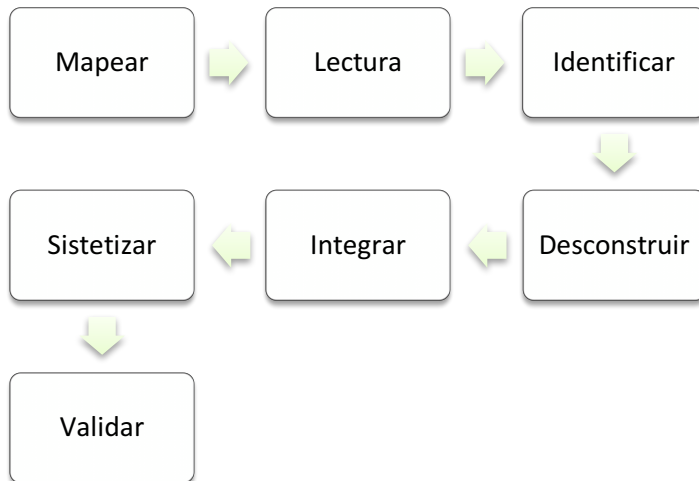 Mapear
Lectura
Identificar
Desconstruir
Integrar
Sistetizar
Validar